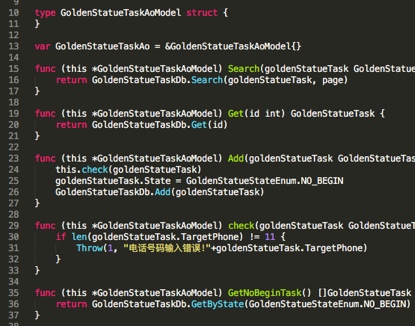 9
10 type GoldenStatueTaskAoModel struct {
11 }
12
13 var GoldenStatueTaskAo = &GoldenStatueTaskAoModel{}
14
15 func (this *GoldenStatueTaskAoModel) Search(goldenStatueTask GoldenStatue
16 return GoldenStatueTaskDb.Search(goldenStatueTask, page)
17 }
18
19 func (this *GoldenStatueTaskAoModel) Get(id int) GoldenStatueTask {
20 return GoldenStatueTaskDb.Get(id)
21 }
22
23 func (this *GoldenStatueTaskAoModel) Add(goldenStatueTask GoldenStatueTas
24 this.check(goldenStatueTask)
25 goldenStatueTask.State = GoldenStatueStateEnum.NO_BEGIN
26 GoldenStatueTaskDb.Add(goldenStatueTask)
27 }
28
29 func (this *GoldenStatueTaskAoModel) check(goldenStatueTask GoldenStatueT
30 if len(goldenStatueTask.TargetPhone) != 11 {
31 Throw(1, "电话号码输入错误!"+goldenStatueTask.TargetPhone)
32 }
33 }
34
35 func (this *GoldenStatueTaskAoModel) GetNoBeginTask() []GoldenStatueTask
36 return GoldenStatueTaskDb.GetByState(GoldenStatueStateEnum.NO_BEGIN)
37 }
38